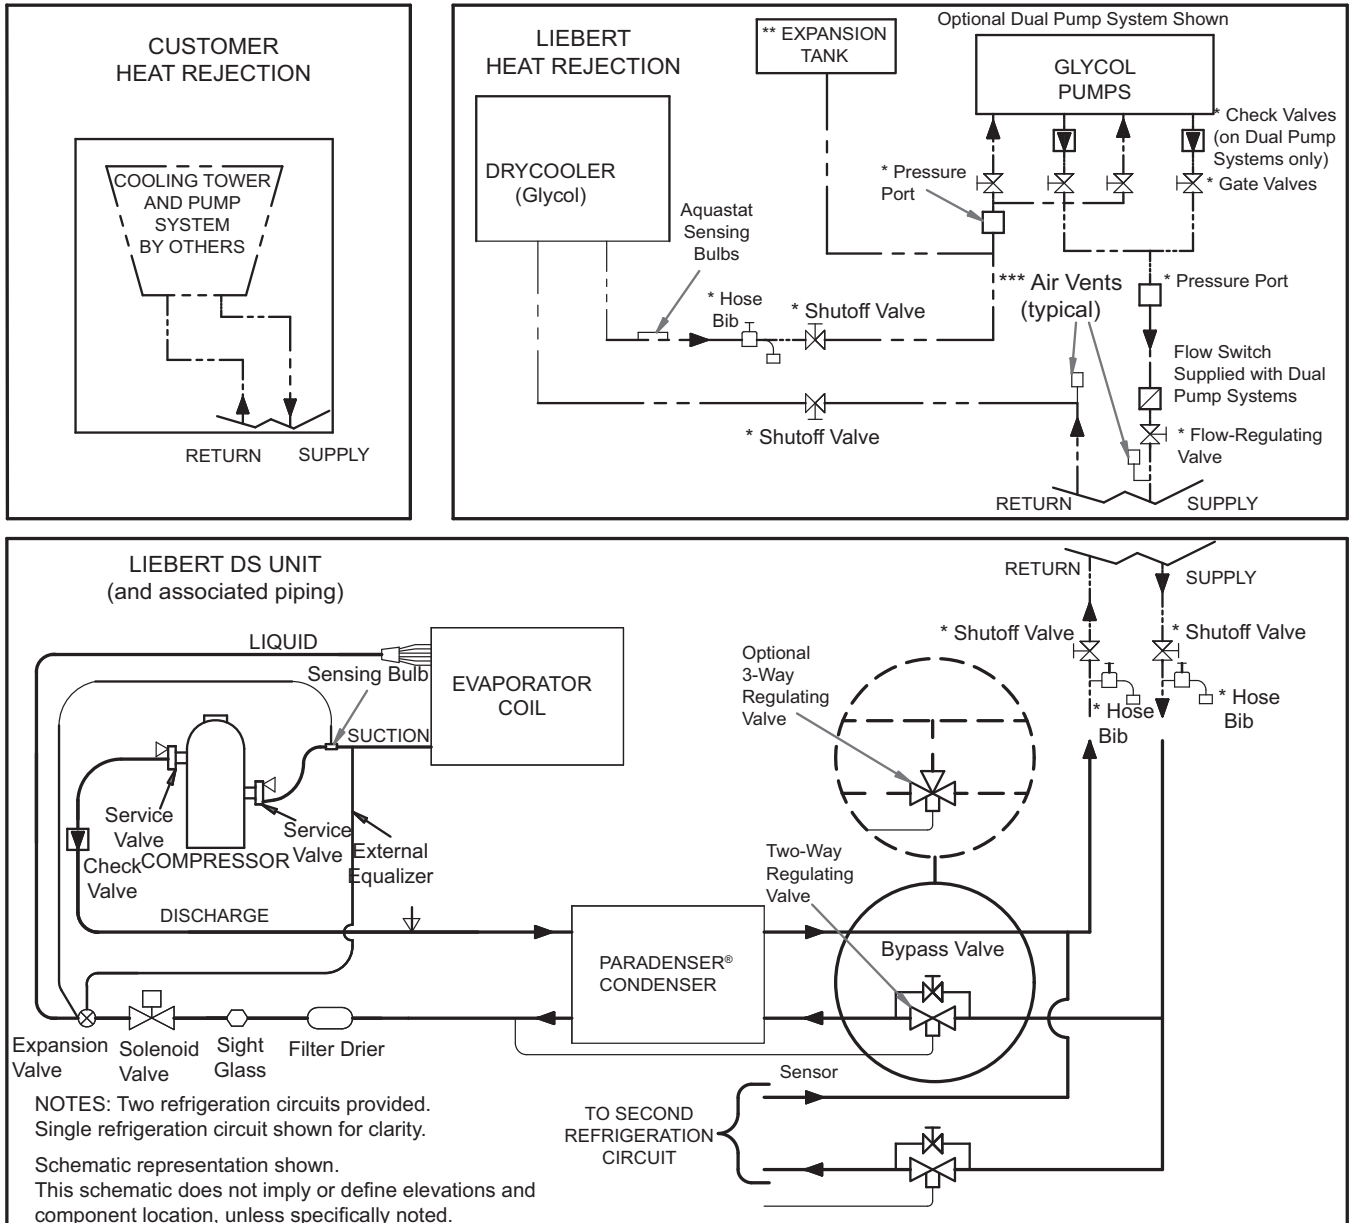 CUSTOMER
HEAT REJECTION
COOLING TOWER
AND PUMP
SYSTEM
BY OTHERS
RETURN
SUPPLY
LIEBERT
HEAT REJECTION
** EXPANSION
TANK
Optional Dual Pump System Shown
GLYCOL
PUMPS
* Check Valves
(on Dual Pump
Systems only)
* Gate Valves
DRYCOOLER
(Glycol)
* Pressure
Port
Aquastat
Sensing
Bulbs
* Hose
Bib
* Shutoff Valve
*** Air Vents
(typical)
* Pressure Port
Flow Switch
Supplied with Dual
Pump Systems
* Shutoff Valve
* Flow-Regulating
Valve
RETURN
SUPPLY
LIEBERT DS UNIT
(and associated piping)
LIQUID
Sensing Bulb
EVAPORATOR
COIL
SUCTION
Service
Valve
Service
Valve
Check
Valve
COMPRESSOR
External
Equalizer
DISCHARGE
PARADENSER®
CONDENSER
Optional
3-Way
Regulating
Valve
Two-Way
Regulating
Valve
Bypass Valve
RETURN
SUPPLY
* Shutoff Valve
* Shutoff Valve
* Hose
Bib
* Hose
Bib
Expansion
Valve
Solenoid
Valve
Sight
Glass
Filter Drier
Sensor
TO SECOND
REFRIGERATION
CIRCUIT
NOTES: Two refrigeration circuits provided.
Single refrigeration circuit shown for clarity.
Schematic representation shown.
This schematic does not imply or define elevations and
component location, unless specifically noted.